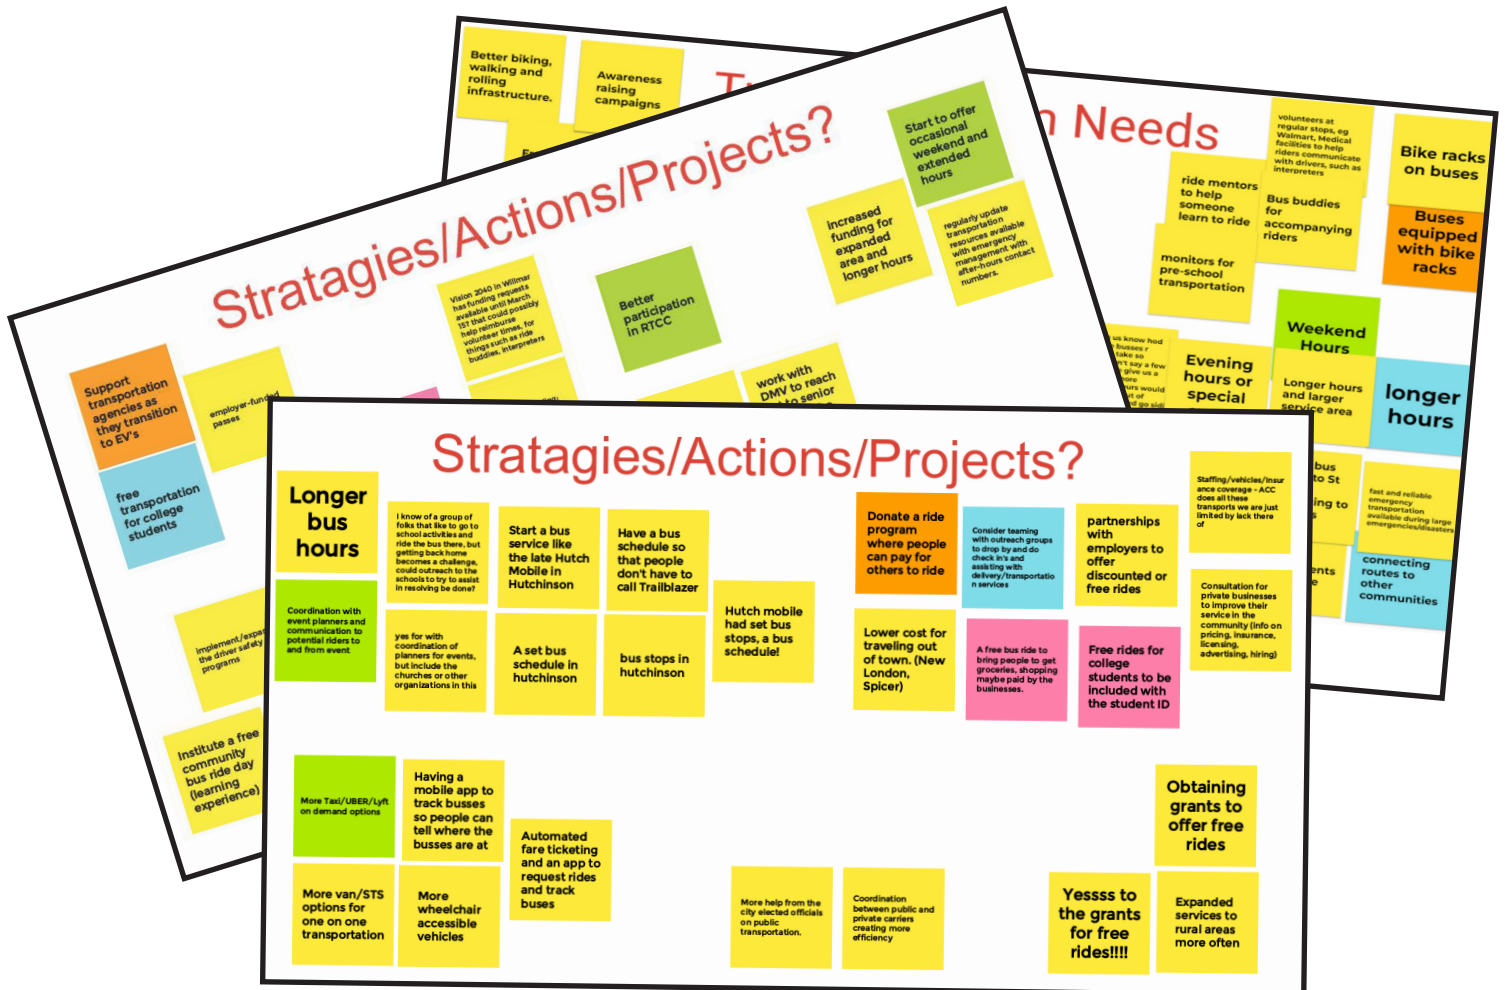 Better biking,
walking and
rolling
infrastructure.
Awareness
raising
campaigns
Needs
volunteers at
regular stops, eg
Walmart, Medical
facilities to help
riders communicate
with drivers, such as
interpreters
Bike racks
on buses
ride mentors
to help
someone
learn to ride
Bus buddies
for
accompanying
riders
Buses
equipped
with bike
racks
monitors for
pre-school
transportation
Weekend
Hours
us know hod
busses r
take so
say a few
give us a
would
out of
Evening
hours or
special
Longer hours
and larger
service area
longer
hours
bus
to St
fast and reliable
emergency
transportation
available during large
emergencies/disasters
connecting
routes to
other
communities
Stratagies/Actions/Projects?
Start to offer
occasional
weekend and
extended
hours
increased
funding for
expanded
area and
longer hours
regularly update
transportation
resources available
with emergency
management with
after-hours contact
numbers.
Vision 2040 in Willmar
has funding requests
available until March
1ST that could possibly
help reimburse
volunteer times. for
things such as ride
buddies, interpreters
Better
participation
in RTCC
work with
DMV to reach
to senior
Support
transportation
agencies as
they transition
to EV's
employer-funded
passes
free
transportation
for college
students
the driver safety
programs
Institute a free
community
bus ride day
(learning
experience)
Stratagies/Actions/Projects?
Longer
bus
hours
I know of a group of
folks that like to go to
school activities and
ride the bus there, but
getting back home
becomes a challenge,
could outreach to the
schools to try to assist
in resolving be done?
Start a bus
service like
the late Hutch
Mobile in
Hutchinson
Have a bus
schedule so
that people
don't have to
call Trailblazer
Donate a ride
program
where people
can pay for
others to ride
Consider teaming
with outreach groups
to drop by and do
check in's and
assisting with
delivery/transportatio
n services
partnerships
with
employers to
offer
discounted or
free rides
Staffing/vehicles/insur
ance coverage - ACC
does all these
transports we are just
limited by lack there
of
Coordination with
event planners and
communication to
potential riders to
and from event
yes for with
coordination of
planners for events,
but include the
churches or other
organizations in this
A set bus
schedule in
hutchinson
bus stops in
hutchinson
Hutch mobile
had set bus
stops, a bus
schedule!
Lower cost for
traveling out
of town. (New
London,
Spicer)
A free bus ride to
bring people to get
groceries, shopping
maybe paid by the
businesses.
Free rides for
college
students to be
included with
the student ID
Consultation for
private businesses
to improve their
service in the
community (info on
pricing, insurance,
licensing,
advertising, hiring)
More Taxi/UBER/Lyft
on demand options
Having a
mobile app to
track busses
so people can
tell where the
busses are at
Automated
fare ticketing
and an app to
request rides
and track
buses
More van/STS
options for
one on one
transportation
More
wheelchair
accessible
vehicles
More help from the
city elected officials
on public
transportation.
Coordination
between public and
private carriers
creating more
efficiency
Obtaining
grants to
offer free
rides
Yessss to
the grants
for free
rides!!!!
Expanded
services to
rural areas
more often